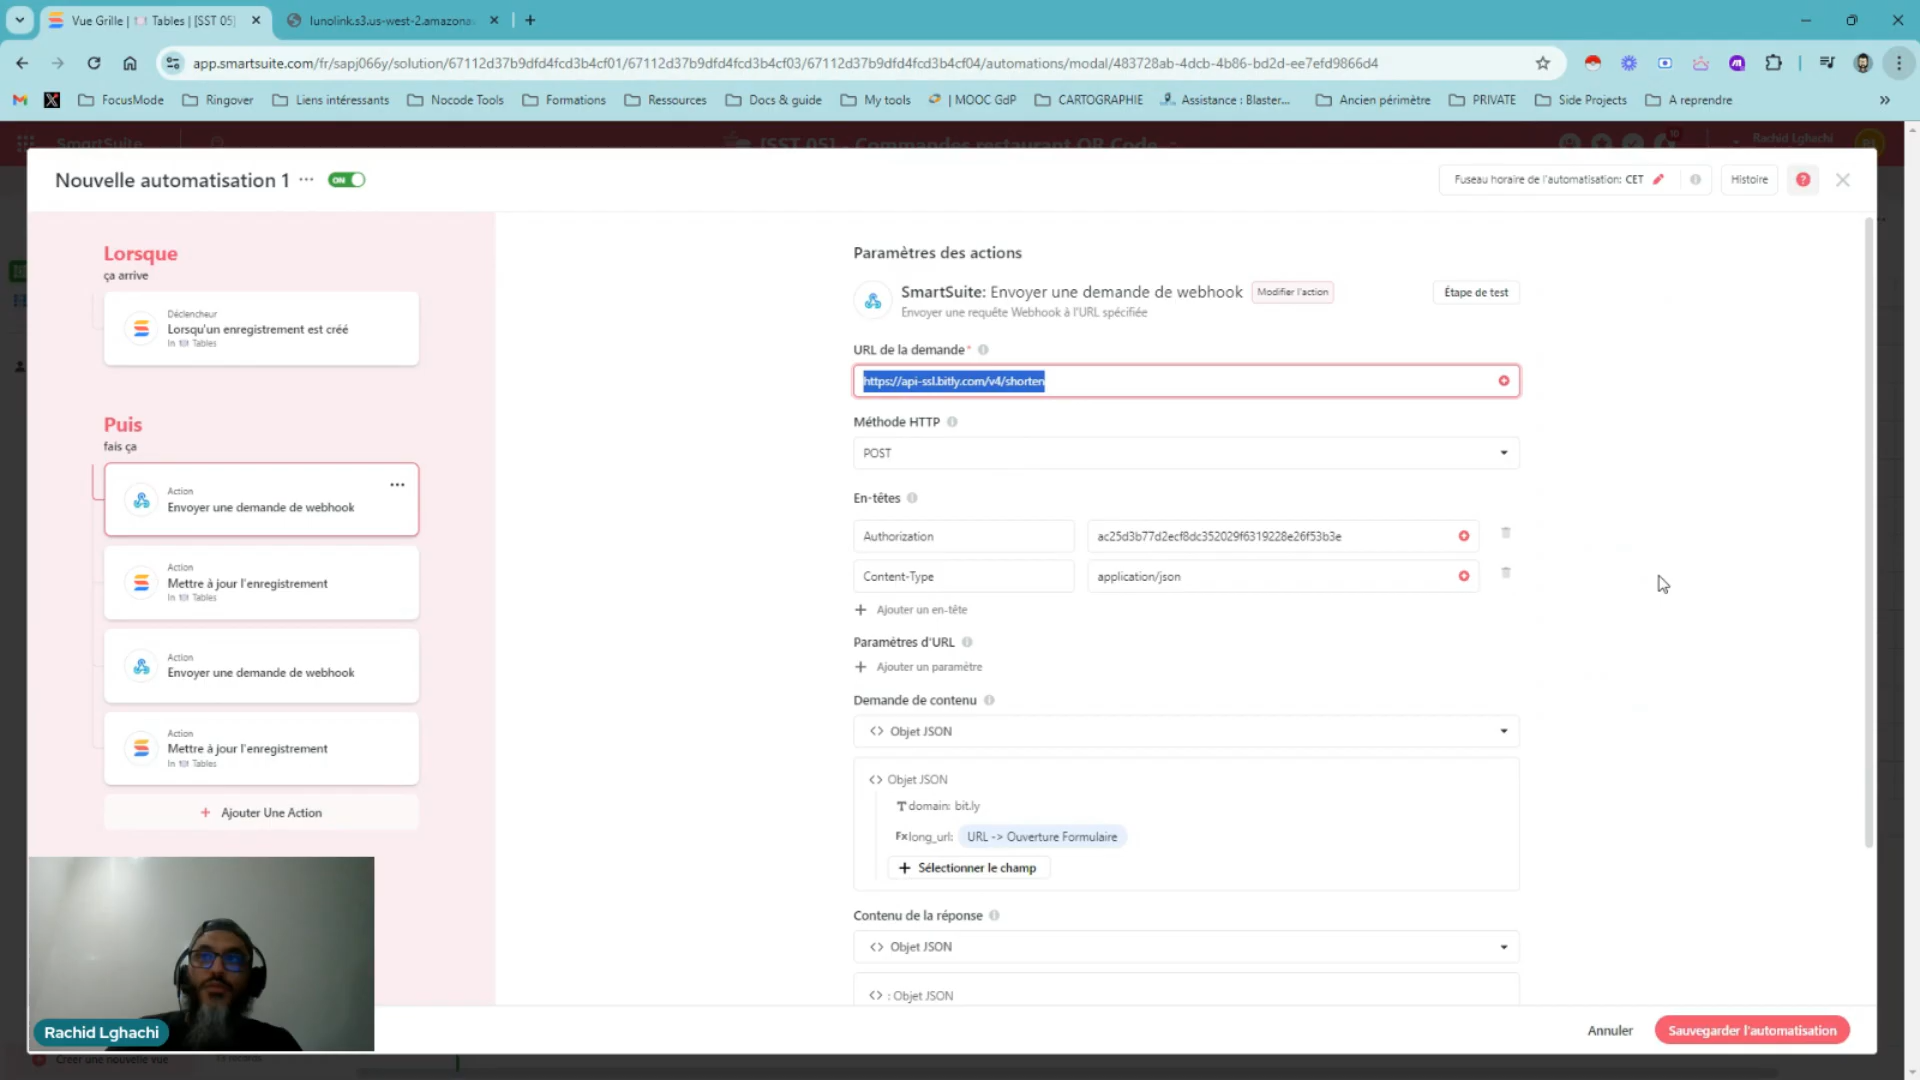 Vue Grille | Tables | [SST 05]
lunolink.s3.us-west-2.amazona
app.smartsuite.com/fr/sapj066y/solution/67112d37b9dfd4fcd3b4cf01/67112d37b9dfd4fcd3b4cf03/67112d37b9dfd4fcd3b4cf04/automations/modal/483728ab-4dcb-4b86-bd2d-ee7efd9866d4
FocusMode
Ringover
Liens intéressants
Nocode Tools
Formations
Ressources
Docs & guide
My tools
| MOOC GdP
CARTOGRAPHIE
Assistance : Blaster...
Ancien périmètre
PRIVATE
Side Projects
A reprendre
SmartSuite
[SST 05] - Commandes restaurant QR Code
10
Rachid Lghachi
Nouvelle automatisation 1
ON
Fuseau horaire de l'automatisation: CET
Histoire
Lorsque
ça arrive
Déclencheur
Lorsqu'un enregistrement est créé
In Tables
Puis
fais ça
Action
Envoyer une demande de webhook
Action
Mettre à jour l'enregistrement
In Tables
Action
Envoyer une demande de webhook
Action
Mettre à jour l'enregistrement
In Tables
+ Ajouter Une Action
Paramètres des actions
SmartSuite: Envoyer une demande de webhook
Modifier l'action
Étape de test
Envoyer une requête Webhook à l'URL spécifiée
URL de la demande*
https://api-ssl.bitly.com/v4/shorten
Méthode HTTP
POST
En-têtes
Authorization
ac25d3b77d2ecf8dc352029f6319228e26f53b3e
Content-Type
application/json
+ Ajouter un en-tête
Paramètres d'URL
+ Ajouter un paramètre
Demande de contenu
<> Objet JSON
<> Objet JSON
T domain: bit.ly
Fx long_url: URL -> Ouverture Formulaire
+ Sélectionner le champ
Contenu de la réponse
<> Objet JSON
<> : Objet JSON
Rachid Lghachi
Annuler
Sauvegarder l'automatisation
Créer une nouvelle vue